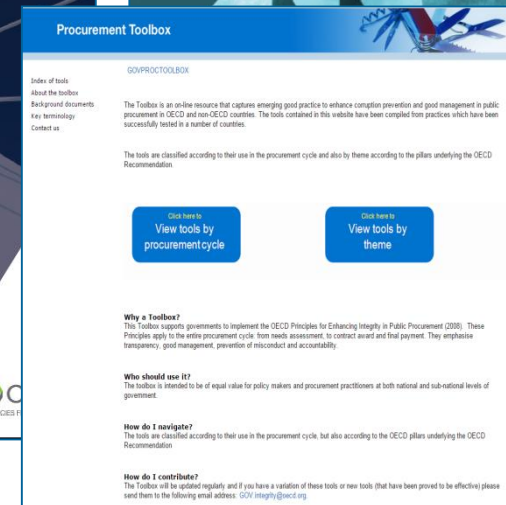 Procurement Toolbox
Index of tools
About the toolbox
Background documents
Key terminology
Contact us
GOVPROCTOOLBOX
The Toolbox is an on-line resource that captures emerging good practice to enhance corruption prevention and good management in public
procurement in OECD and non-OECD countries. The tools contained in this website have been compiled from practices which have been
successfully tested in a number of countries.
The tools are classified according to their use in the procurement cycle and also by theme according to the pillars underlying the OECD
Recommendation.
Click here to
View tools by
procurement cycle
Click here to
View tools by
theme
Why a Toolbox?
This Toolbox supports governments to implement the OECD Principles for Enhancing Integrity in Public Procurement (2008). These
Principles apply to the entire procurement cycle, from needs assessment, to contract award and final payment. They emphasise
transparency, good management, prevention of misconduct and accountability.
Who should use it?
The toolbox is intended to be of equal value for policy makers and procurement practitioners at both national and sub-national levels of
government.
How do I navigate?
The tools are classified according to their use in the procurement cycle, but also according to the OECD pillars underlying the OECD
Recommendation
How do I contribute?
The Toolbox will be updated regularly and if you have a variation of these tools or new tools (that have been proved to be effective) please
send them to the following email address: GOV.integrity@oecd.org.